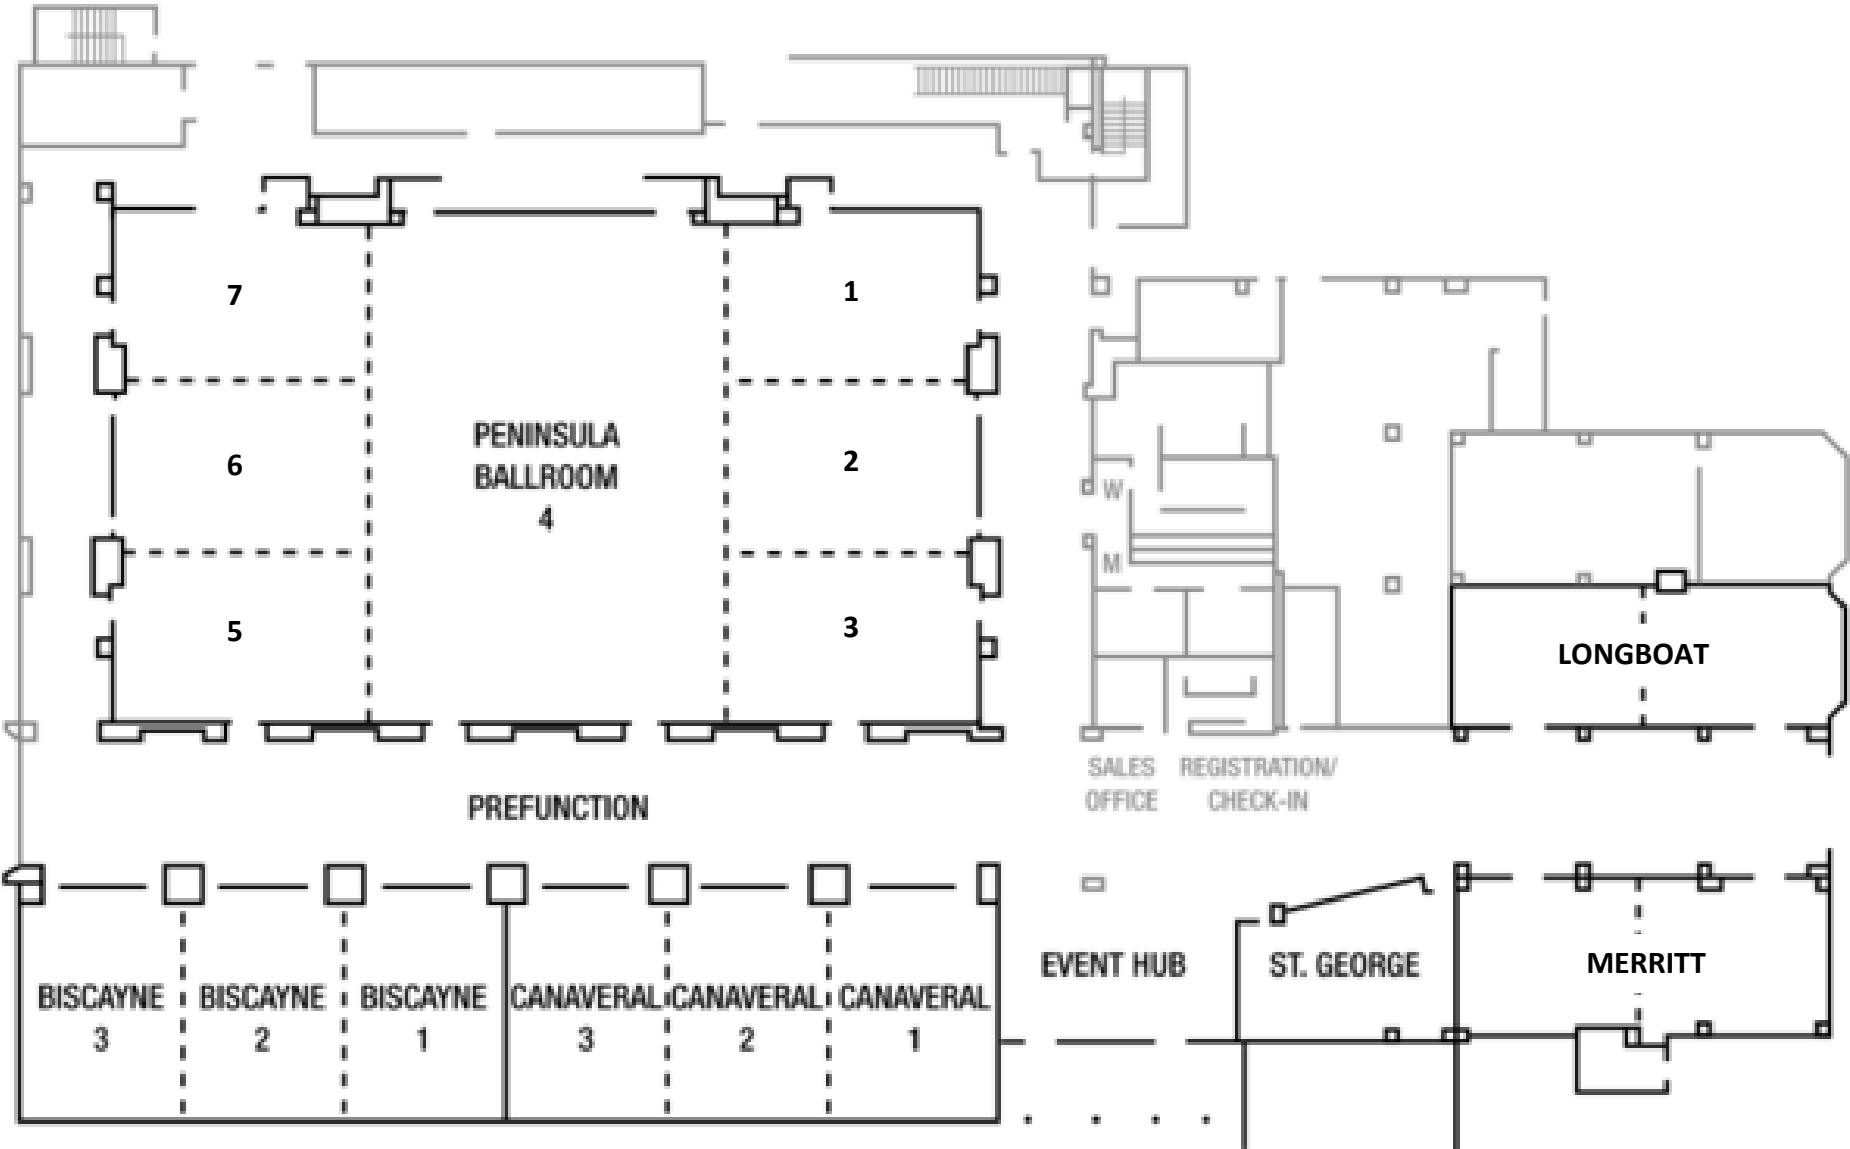 7
1
PENINSULA
BALLROOM
4
6
2
W
M
5
3
LONGBOAT
SALES
OFFICE
REGISTRATION/
CHECK-IN
PREFUNCTION
EVENT HUB
ST. GEORGE
MERRITT
BISCAYNE
3
BISCAYNE
2
BISCAYNE
1
CANAVERAL
3
CANAVERAL
2
CANAVERAL
1